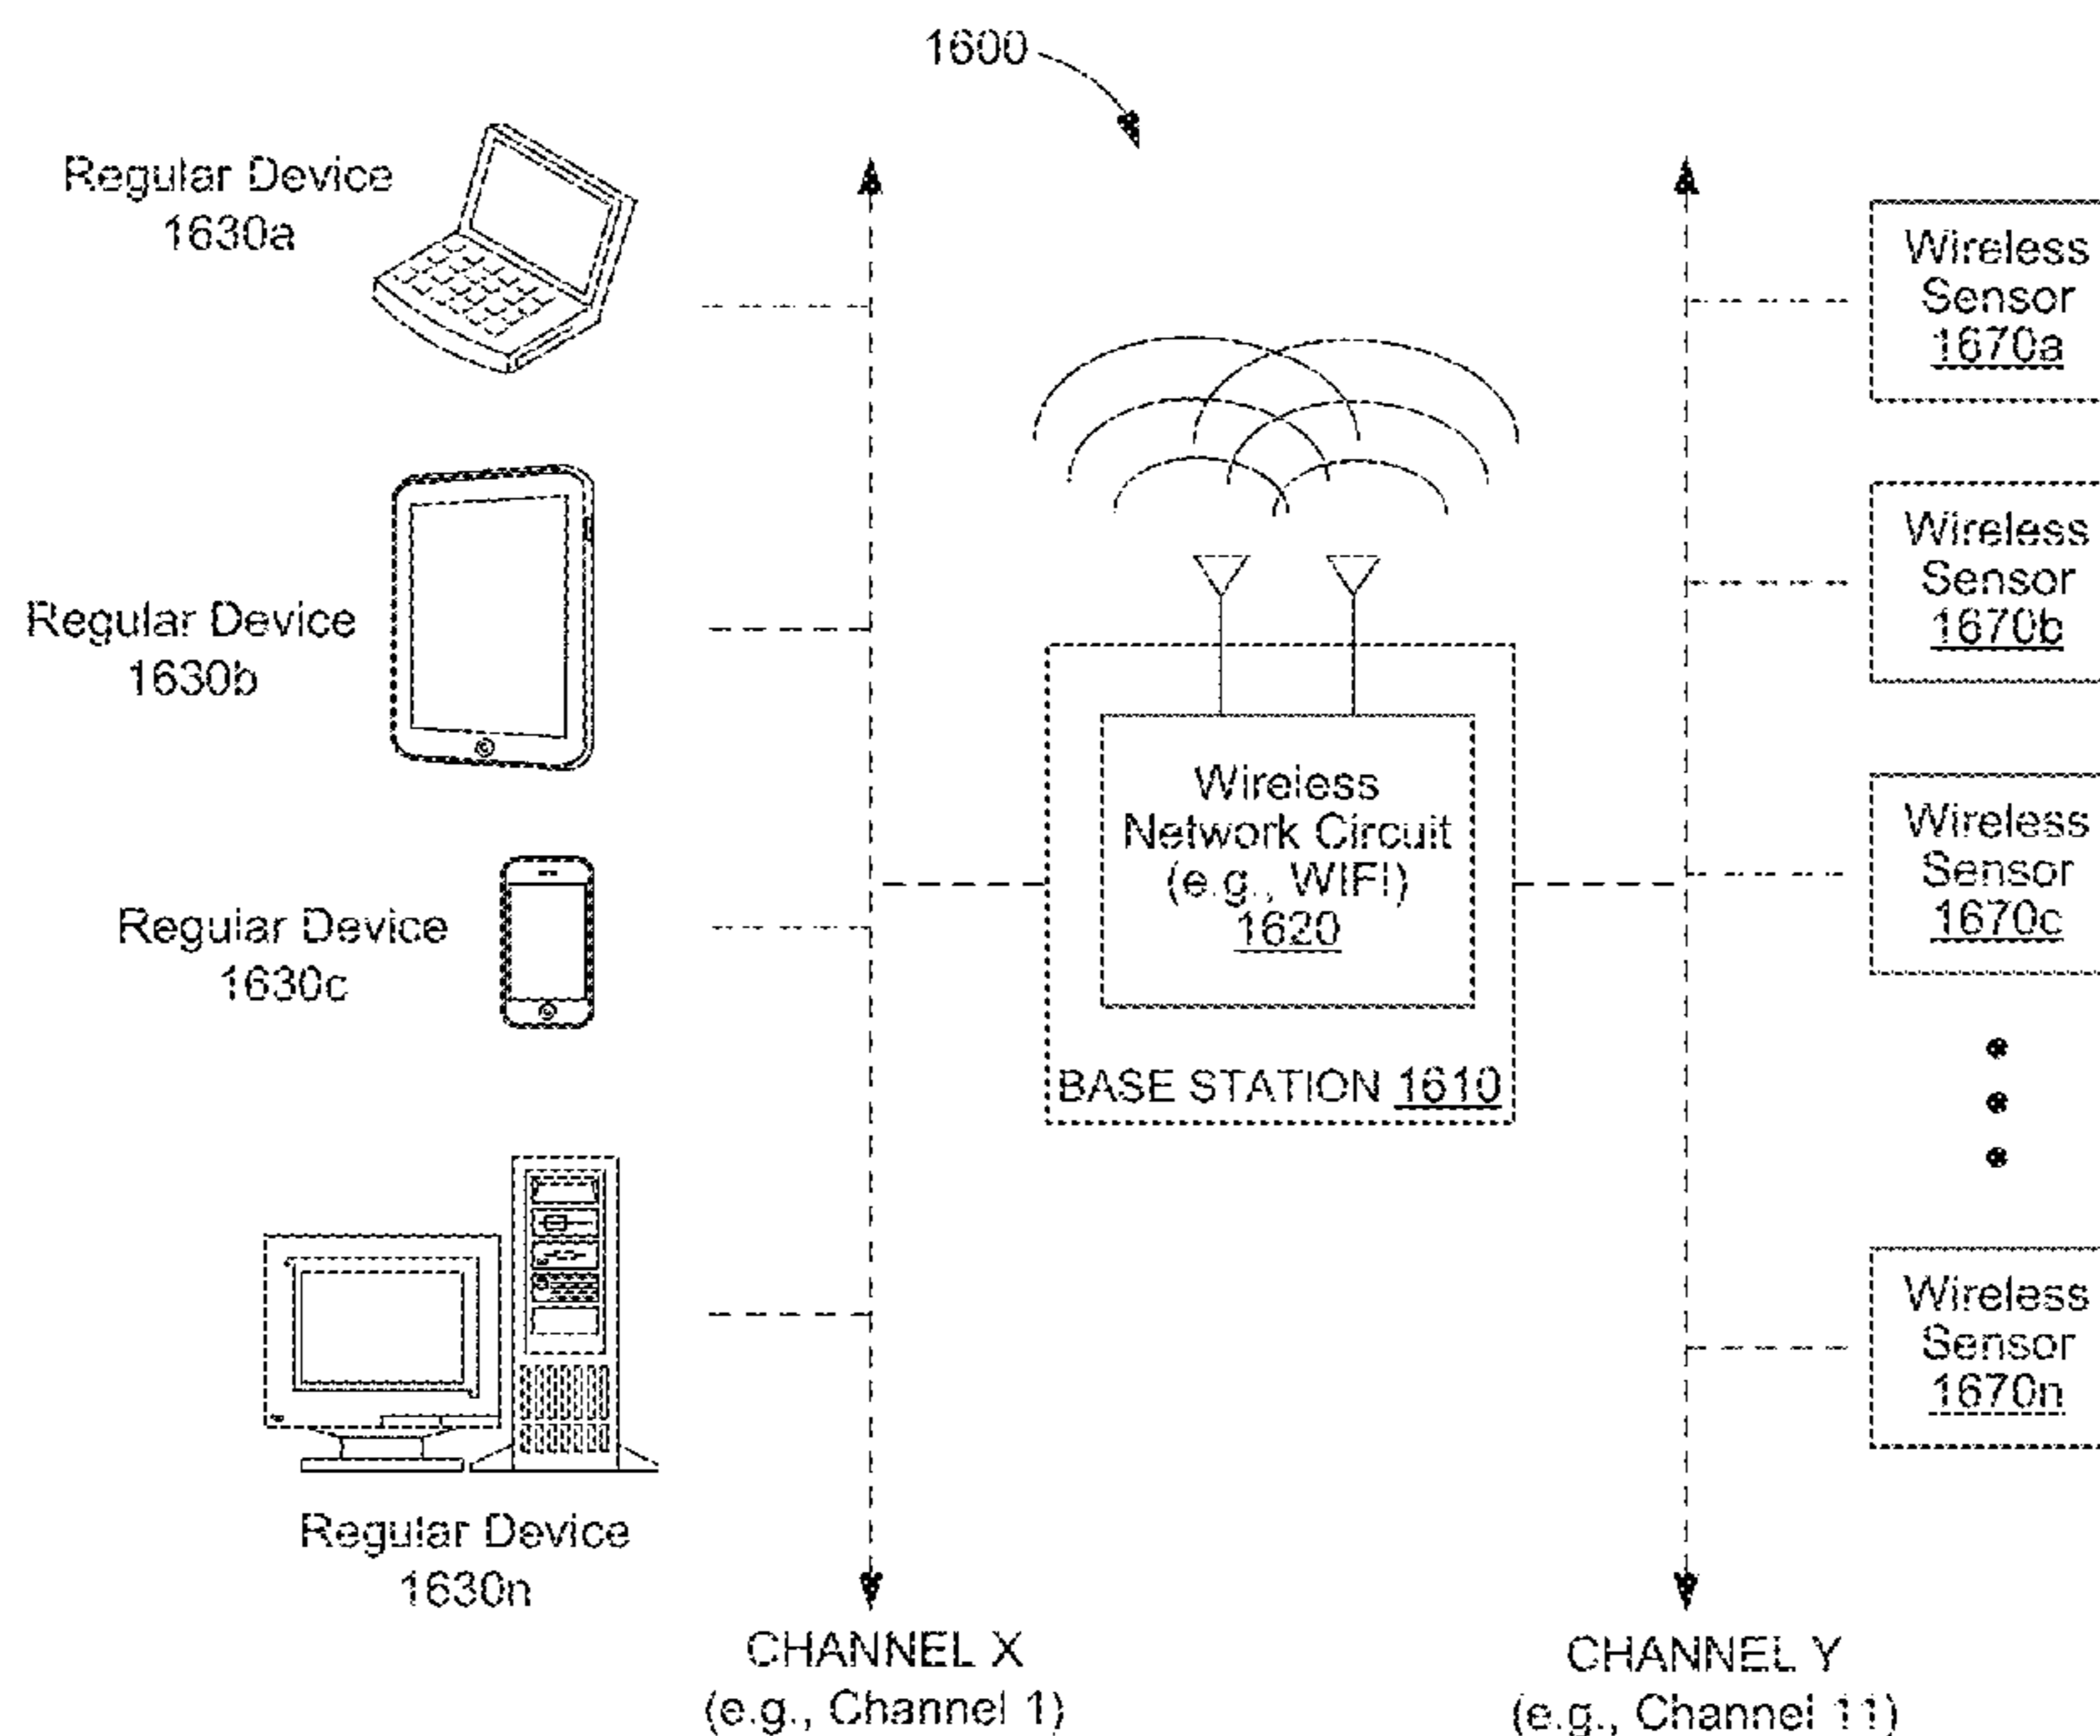 1600
Regular Device
1630a
Regular Device
1630b
Regular Device
1630c
Regular Device
1630n
CHANNEL X
(e.g., Channel 1)
Wireless
Network Circuit
(e.g., WIFI)
1620
BASE STATION 1610
CHANNEL Y
(e.g., Channel 11)
Wireless
Sensor
1670a
Wireless
Sensor
1670b
Wireless
Sensor
1670c
Wireless
Sensor
1670n